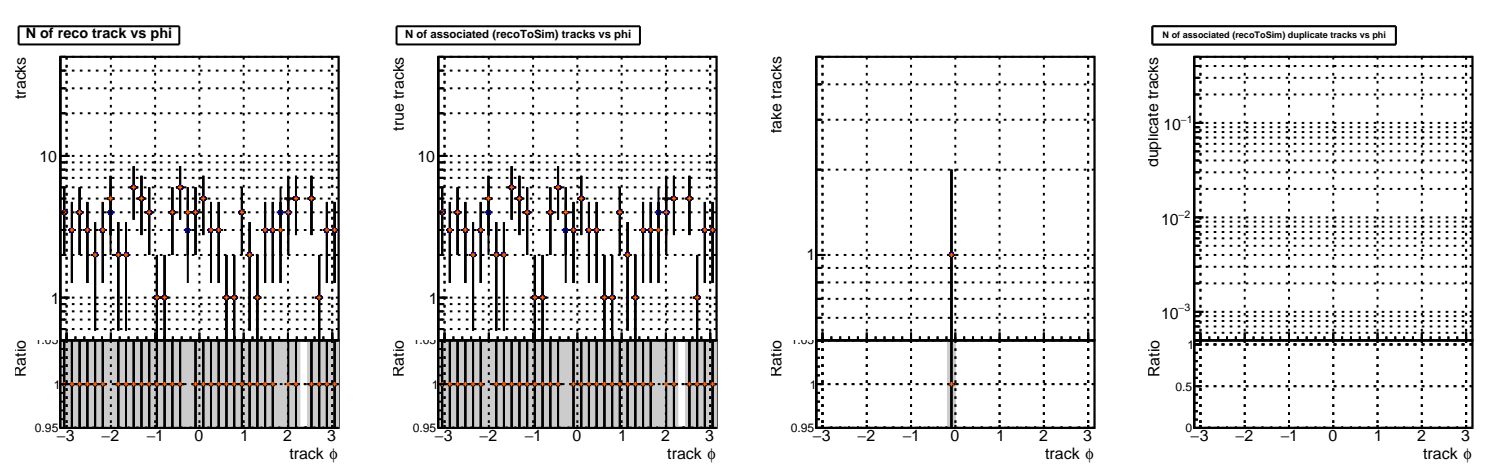 N of reco track vs phi
tracks
10
1
Ratio
1
0.95
−3 −2 −1 0 1 2 3
track ϕ
N of associated (recoToSim) tracks vs phi
true tracks
10
1
Ratio
1
0.95
−3 −2 −1 0 1 2 3
track ϕ
fake tracks
1
Ratio
1
0.95
−3 −2 −1 0 1 2 3
track ϕ
N of associated (recoToSim) duplicate tracks vs phi
duplicate tracks
10−1
10−2
10−3
Ratio
1
0.5
0
−3 −2 −1 0 1 2 3
track ϕ